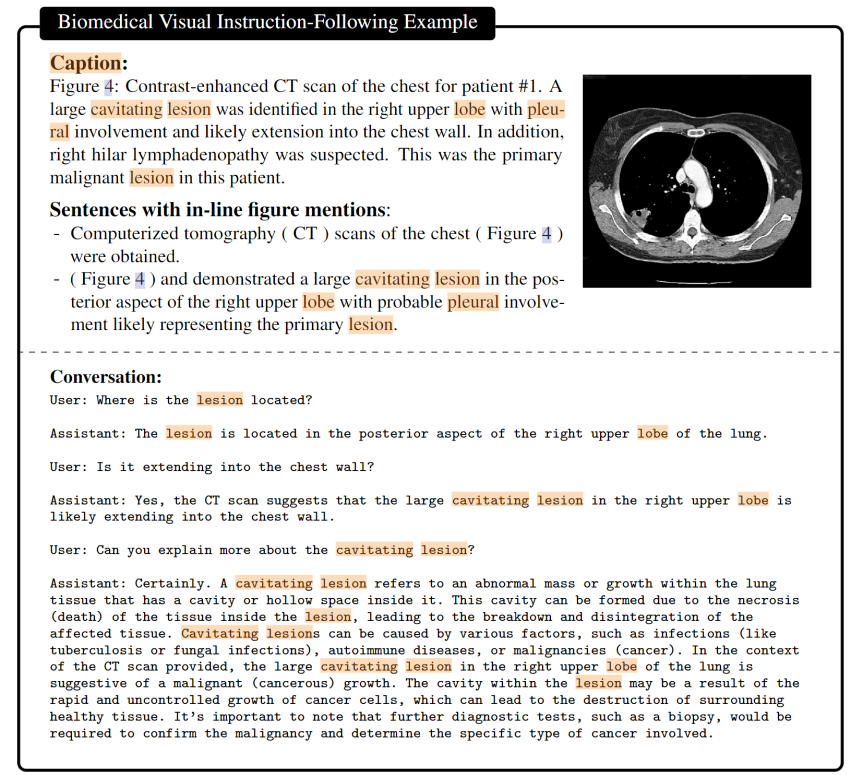 Biomedical Visual Instruction-Following Example
Caption:
Figure 4: Contrast-enhanced CT scan of the chest for patient #1. A
large cavitating lesion was identified in the right upper lobe with pleu-
ral involvement and likely extension into the chest wall. In addition,
right hilar lymphadenopathy was suspected. This was the primary
malignant lesion in this patient.
Sentences with in-line figure mentions:
- Computerized tomography ( CT ) scans of the chest ( Figure 4 )
were obtained.
- ( Figure 4 ) and demonstrated a large cavitating lesion in the pos-
terior aspect of the right upper lobe with probable pleural involve-
ment likely representing the primary lesion.
Conversation:
User: Where is the lesion located?
Assistant: The lesion is located in the posterior aspect of the right upper lobe of the lung.
User: Is it extending into the chest wall?
Assistant: Yes, the CT scan suggests that the large cavitating lesion in the right upper lobe is
likely extending into the chest wall.
User: Can you explain more about the cavitating lesion?
Assistant: Certainly. A cavitating lesion refers to an abnormal mass or growth within the lung
tissue that has a cavity or hollow space inside it. This cavity can be formed due to the necrosis
(death) of the tissue inside the lesion, leading to the breakdown and disintegration of the
affected tissue. Cavitating lesions can be caused by various factors, such as infections (like
tuberculosis or fungal infections), autoimmune diseases, or malignancies (cancer). In the context
of the CT scan provided, the large cavitating lesion in the right upper lobe of the lung is
suggestive of a malignant (cancerous) growth. The cavity within the lesion may be a result of the
rapid and uncontrolled growth of cancer cells, which can lead to the destruction of surrounding
healthy tissue. It's important to note that further diagnostic tests, such as a biopsy, would be
required to confirm the malignancy and determine the specific type of cancer involved.